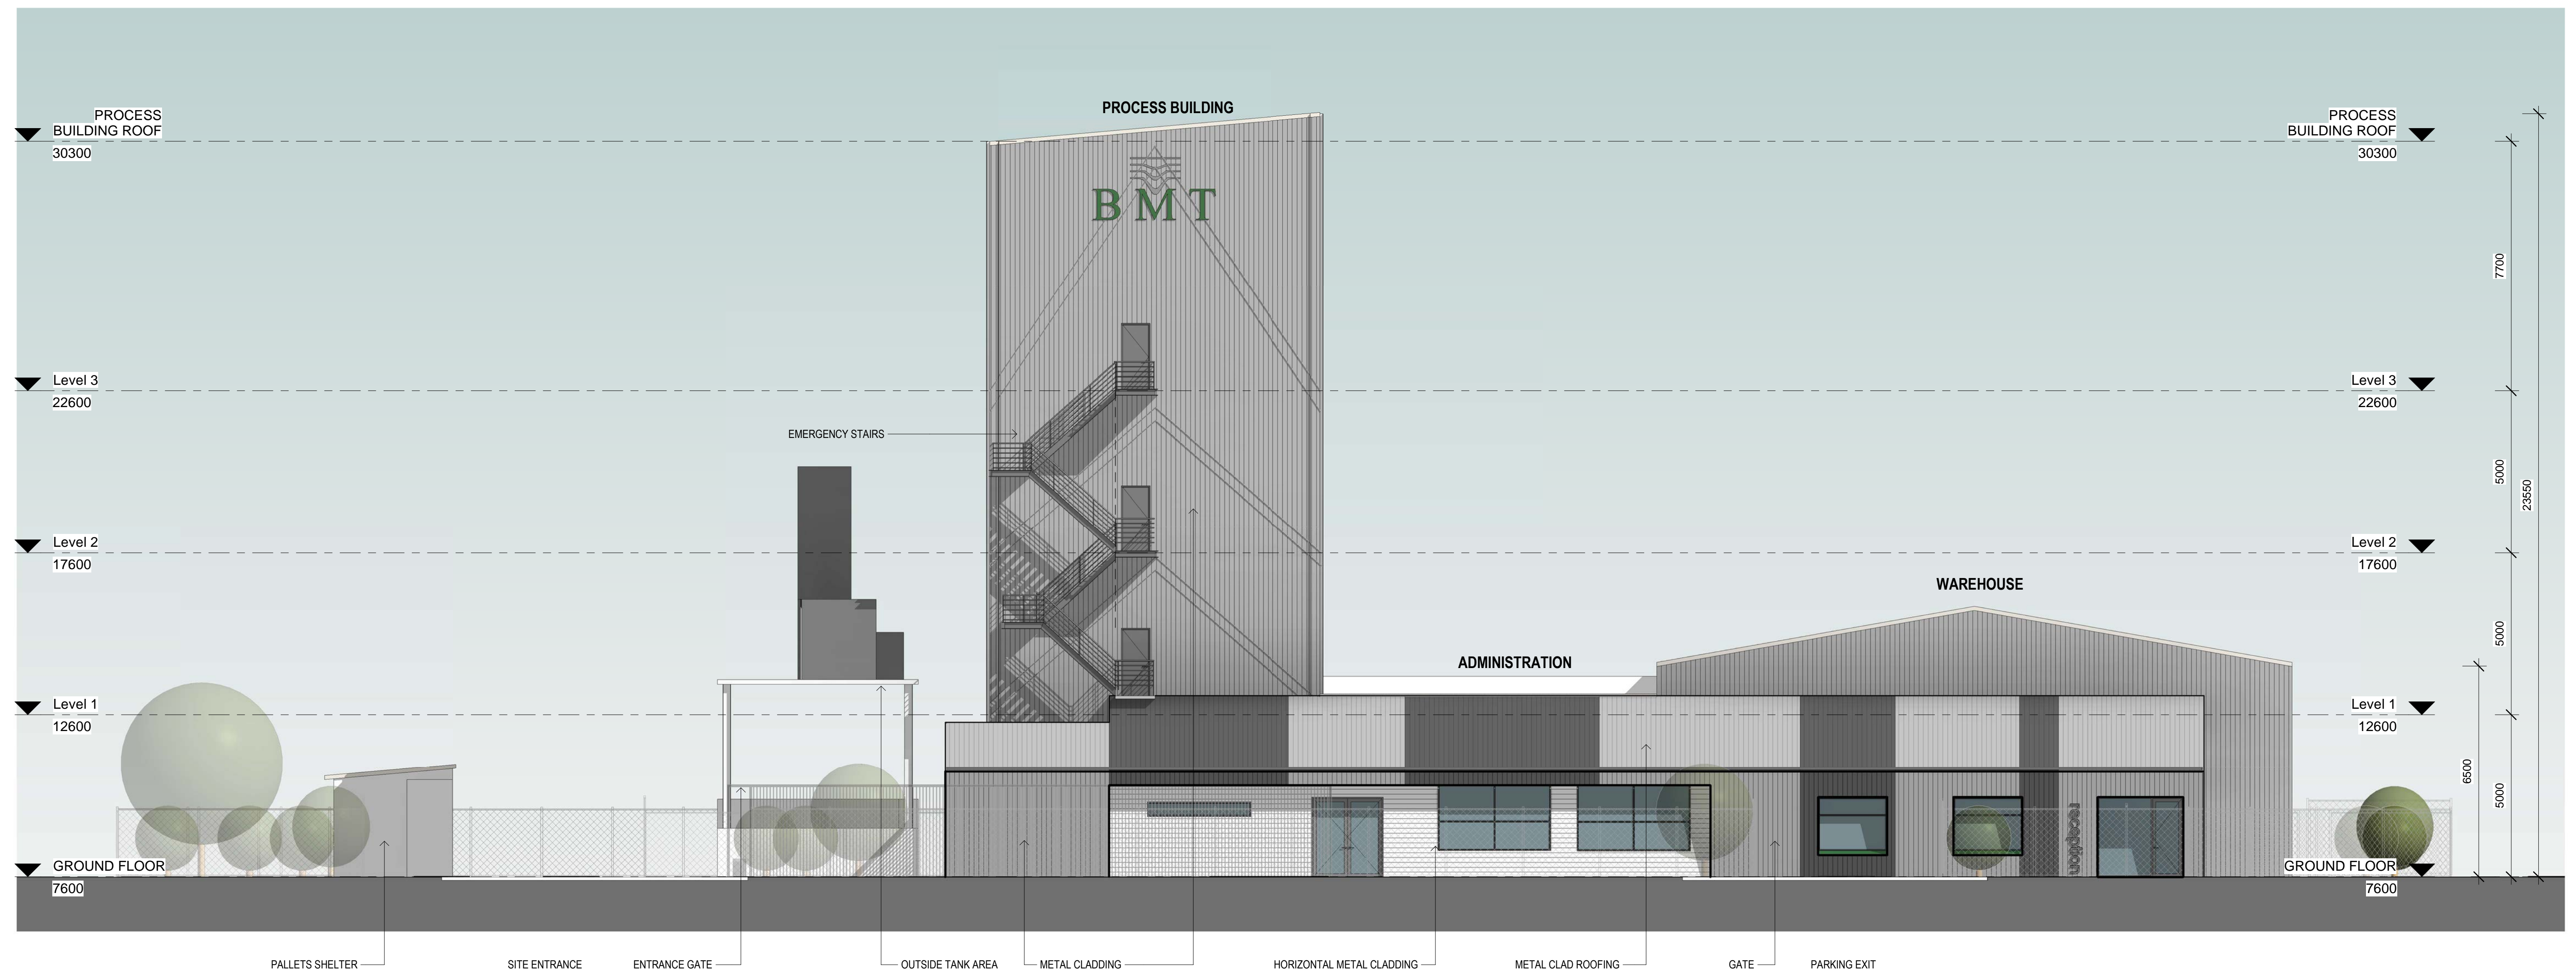 PROCESS BUILDING
PROCESS
BUILDING ROOF
30300
PROCESS
BUILDING ROOF
30300
BMT
7700
Level 3
22600
Level 3
22600
EMERGENCY STAIRS
5000
23550
Level 2
17600
Level 2
17600
WAREHOUSE
5000
ADMINISTRATION
Level 1
12600
Level 1
12600
6500
5000
reception
GROUND FLOOR
7600
GROUND FLOOR
7600
PALLETS SHELTER
SITE ENTRANCE
ENTRANCE GATE
OUTSIDE TANK AREA
METAL CLADDING
HORIZONTAL METAL CLADDING
METAL CLAD ROOFING
GATE
PARKING EXIT